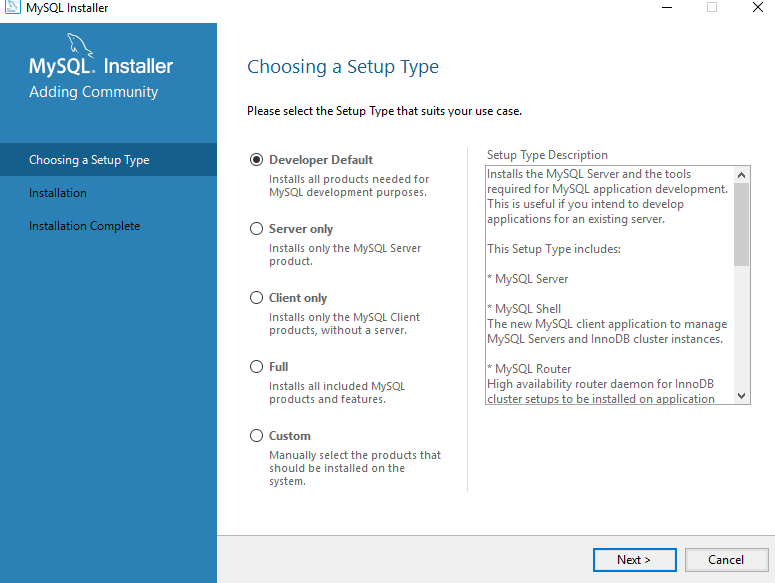 MySQL Installer
MySQL. Installer
Adding Community
Choosing a Setup Type
Installation
Installation Complete
Choosing a Setup Type
Please select the Setup Type that suits your use case.
Developer Default
Installs all products needed for
MySQL development purposes.
Server only
Installs only the MySQL Server
product.
Client only
Installs only the MySQL Client
products, without a server.
Full
Installs all included MySQL
products and features.
Custom
Manually select the products that
should be installed on the
system.
Setup Type Description
Installs the MySQL Server and the tools
required for MySQL application development.
This is useful if you intend to develop
applications for an existing server.
This Setup Type includes:
* MySQL Server
* MySQL Shell
The new MySQL client application to manage
MySQL Servers and InnoDB cluster instances.
* MySQL Router
High availability router daemon for InnoDB
cluster setups to be installed on application
Next >
Cancel